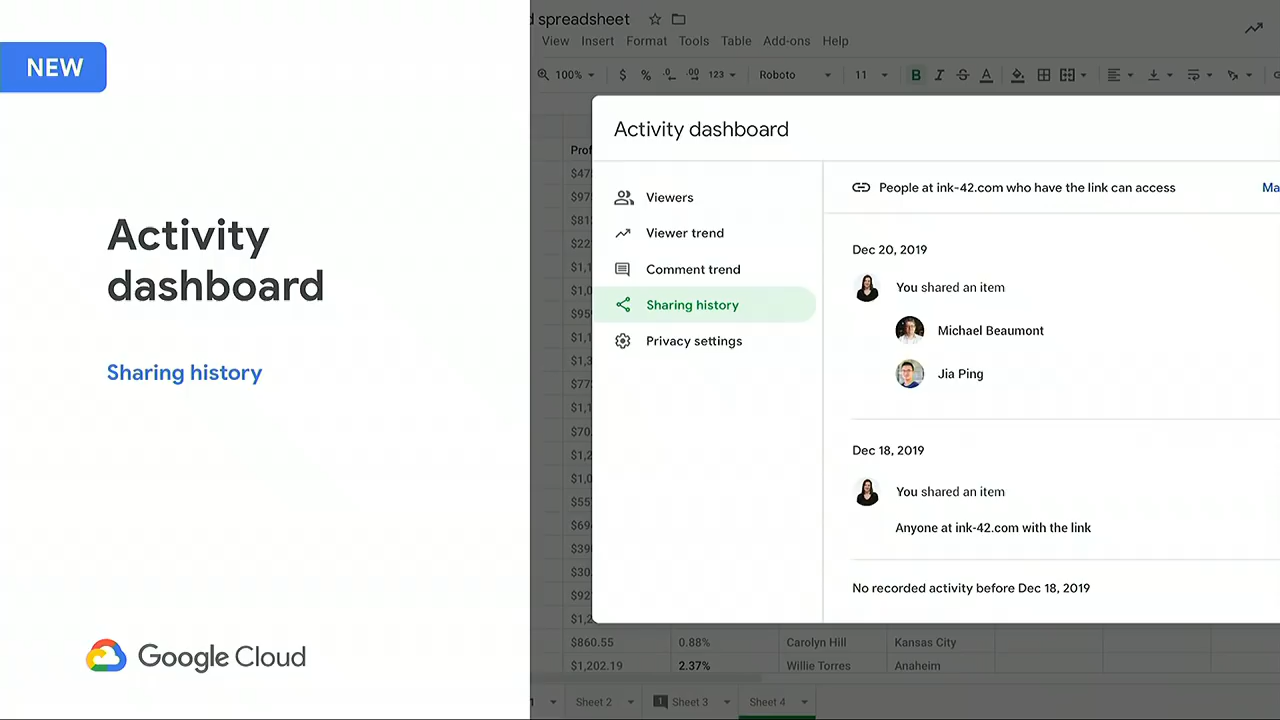 NEW
Activity
dashboard
Sharing history
Google Cloud
spreadsheet
View Insert Format Tools Table Add-ons Help
100% $ % .0 .00 123 Roboto 11 B I S A
Activity dashboard
Viewers
Viewer trend
Comment trend
Sharing history
Privacy settings
People at ink-42.com who have the link can access
Dec 20, 2019
You shared an item
Michael Beaumont
Jia Ping
Dec 18, 2019
You shared an item
Anyone at ink-42.com with the link
No recorded activity before Dec 18, 2019
$860.55 0.88% Carolyn Hill Kansas City
$1,202.19 2.37% Willie Torres Anaheim
Sheet 2 1 Sheet 3 Sheet 4